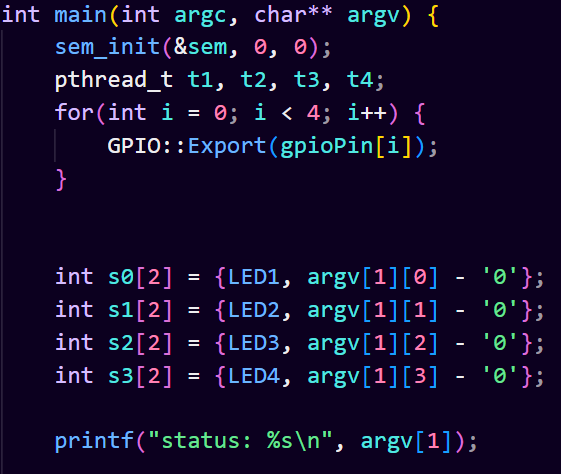 int main(int argc, char** argv) {
    sem_init(&sem, 0, 0);
    pthread_t t1, t2, t3, t4;
    for(int i = 0; i < 4; i++) {
        GPIO::Export(gpioPin[i]);
    }
    int s0[2] = {LED1, argv[1][0] - '0'};
    int s1[2] = {LED2, argv[1][1] - '0'};
    int s2[2] = {LED3, argv[1][2] - '0'};
    int s3[2] = {LED4, argv[1][3] - '0'};
    printf("status: %s\n", argv[1]);